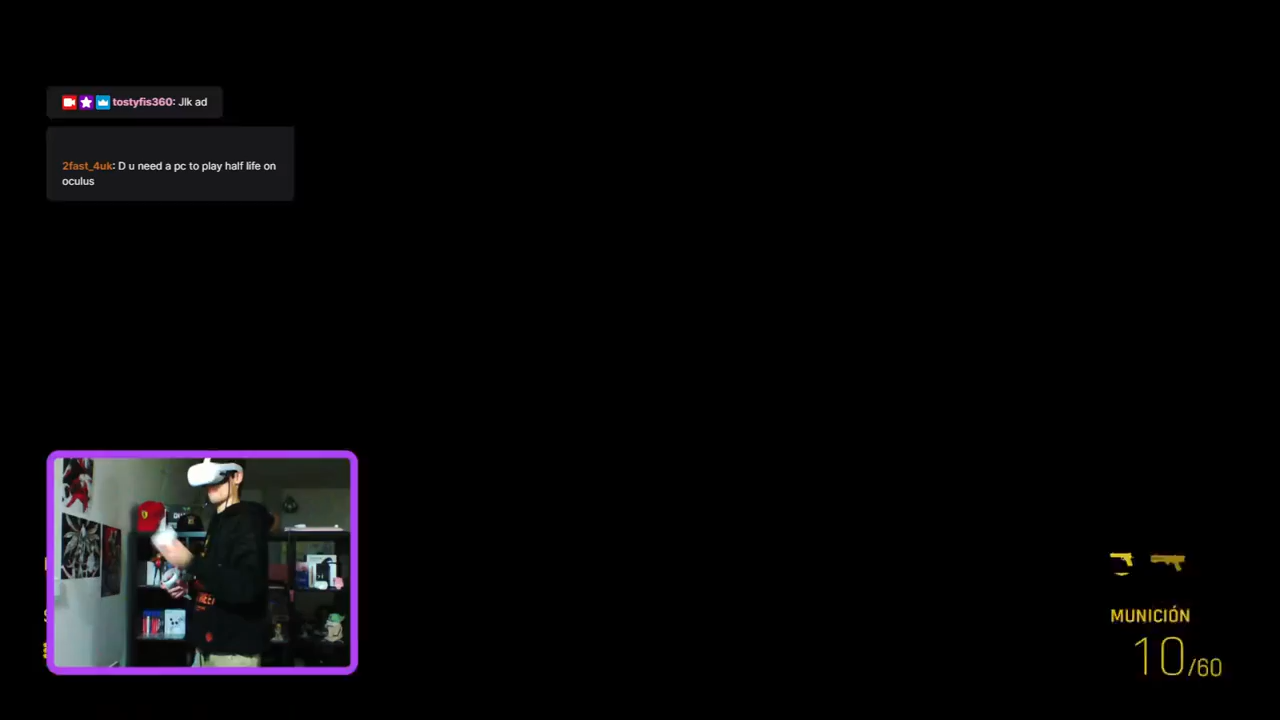 tostyfis360: Jlk ad
2fast_4uk: D u need a pc to play half life on
oculus
MUNICIÓN
10/60